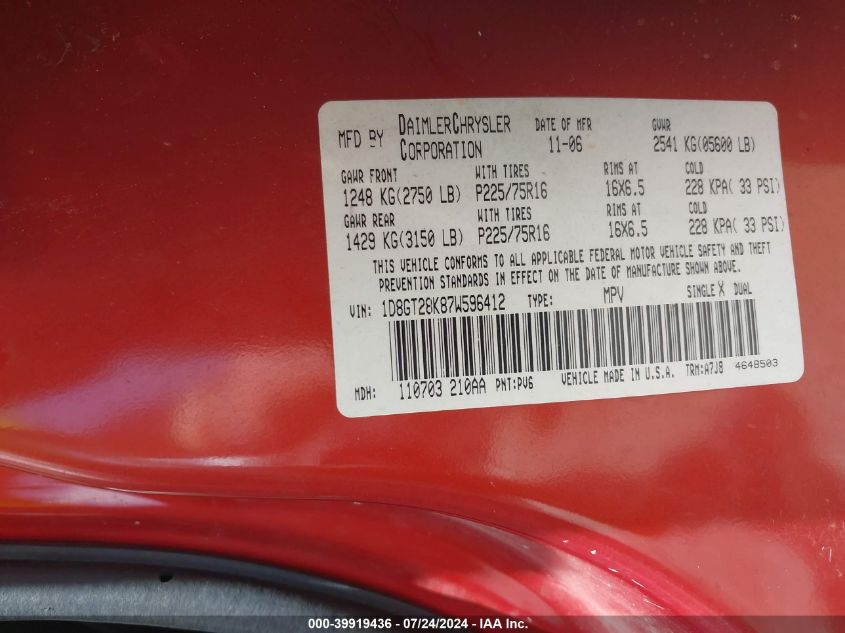 MFD BY DAIMLERCHRYSLER CORPORATION DATE OF MFR 11-06 GVWR 2541 KG(05600 LB)
GAWR FRONT WITH TIRES RIMS AT COLD
1248 KG(2750 LB) P225/75R16 16X6.5 228 KPA( 33 PSI)
GAWR REAR WITH TIRES RIMS AT COLD
1429 KG(3150 LB) P225/75R16 16X6.5 228 KPA( 33 PSI)
THIS VEHICLE CONFORMS TO ALL APPLICABLE FEDERAL MOTOR VEHICLE SAFETY AND THEFT
PREVENTION STANDARDS IN EFFECT ON THE DATE OF MANUFACTURE SHOWN ABOVE.
VIN: 1D8GT28K87W596412 TYPE: MPV SINGLE X DUAL
MDH: 110703 210AA PNT:PV6 VEHICLE MADE IN U.S.A. TRM:A7J8 4648503
000-39919436 - 07/24/2024 - IAA Inc.